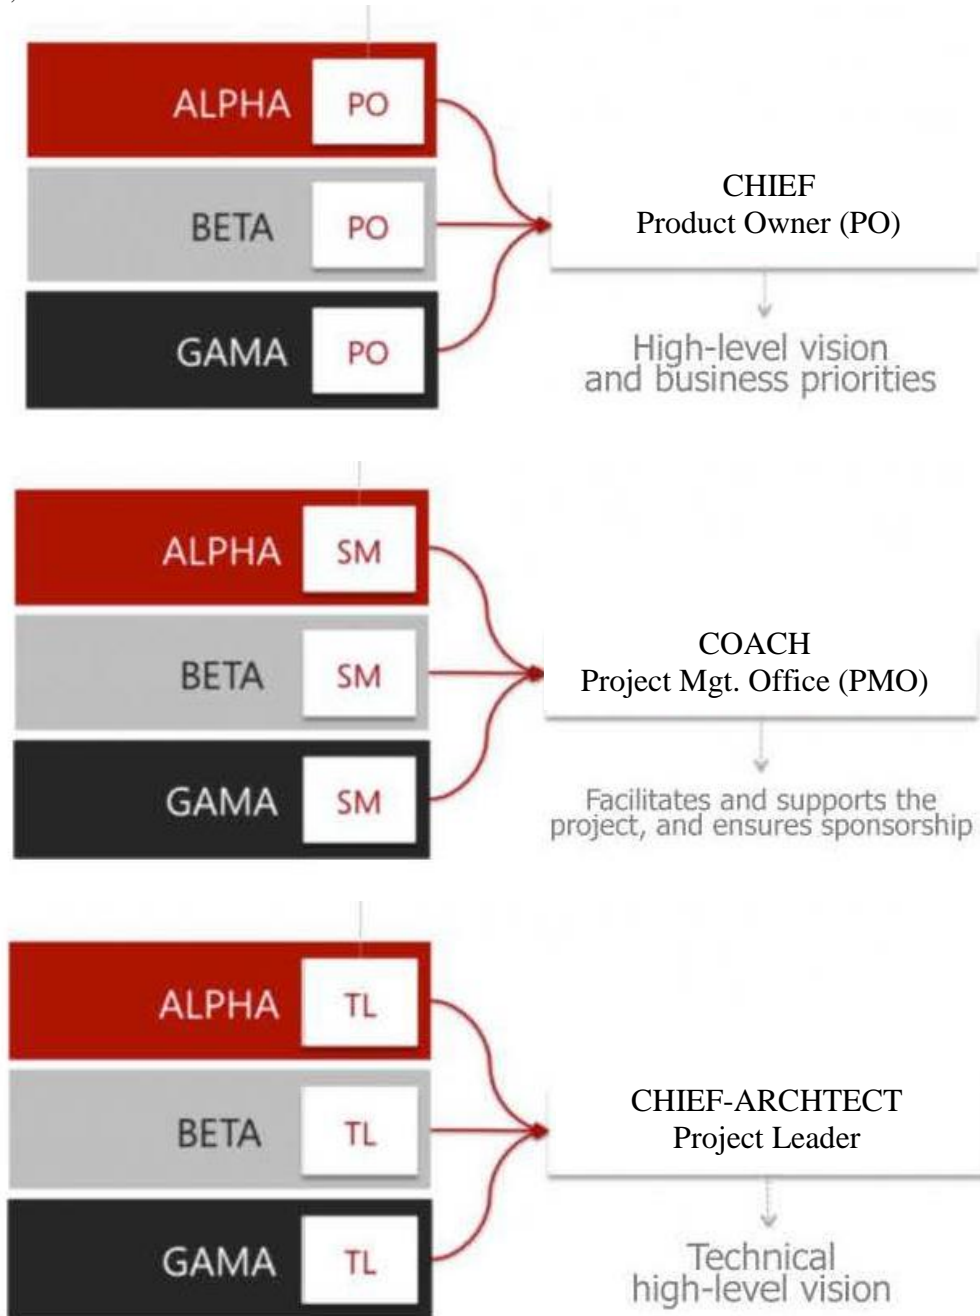 ALPHA PO
BETA PO
GAMA PO
CHIEF
Product Owner (PO)
High-level vision
and business priorities
ALPHA SM
BETA SM
GAMA SM
COACH
Project Mgt. Office (PMO)
Facilitates and supports the
project, and ensures sponsorship
ALPHA TL
BETA TL
GAMA TL
CHIEF-ARCHTECT
Project Leader
Technical
high-level vision